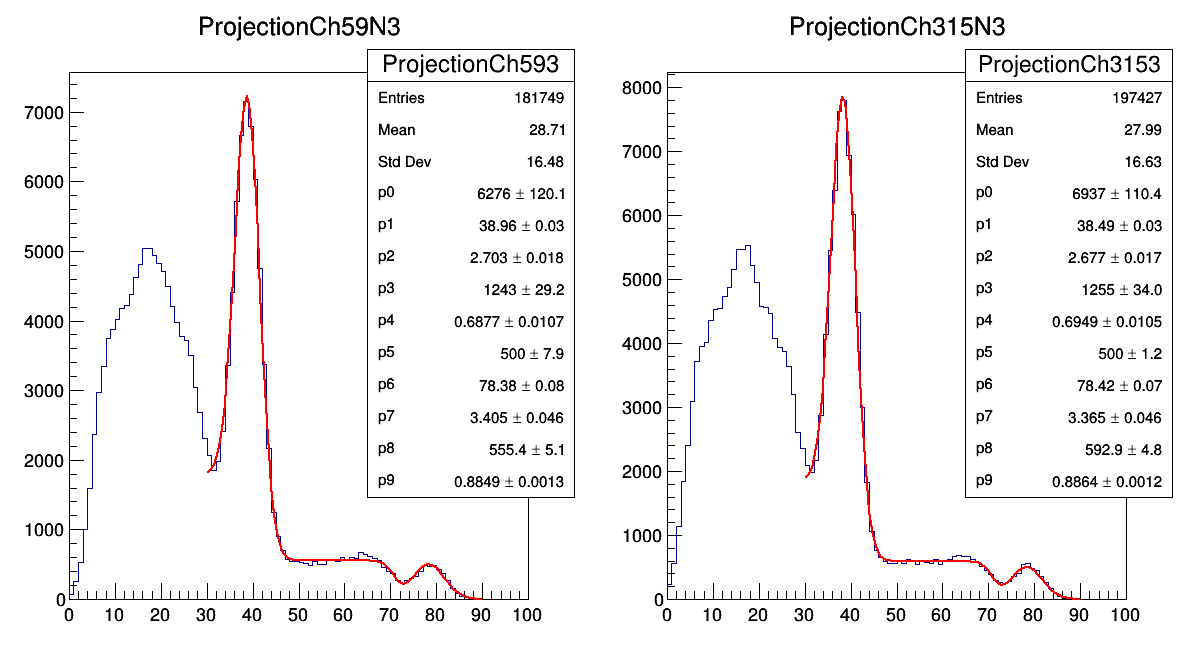 ProjectionCh59N3
ProjectionCh593
Entries 181749
Mean 28.71
Std Dev 16.48
p0 6276 ± 120.1
p1 38.96 ± 0.03
p2 2.703 ± 0.018
p3 1243 ± 29.2
p4 0.6877 ± 0.0107
p5 500 ± 7.9
p6 78.38 ± 0.08
p7 3.405 ± 0.046
p8 555.4 ± 5.1
p9 0.8849 ± 0.0013
7000
6000
5000
4000
3000
2000
1000
0
0 10 20 30 40 50 60 70 80 90 100
ProjectionCh315N3
ProjectionCh3153
Entries 197427
Mean 27.99
Std Dev 16.63
p0 6937 ± 110.4
p1 38.49 ± 0.03
p2 2.677 ± 0.017
p3 1255 ± 34.0
p4 0.6949 ± 0.0105
p5 500 ± 1.2
p6 78.42 ± 0.07
p7 3.365 ± 0.046
p8 592.9 ± 4.8
p9 0.8864 ± 0.0012
8000
7000
6000
5000
4000
3000
2000
1000
0
0 10 20 30 40 50 60 70 80 90 100